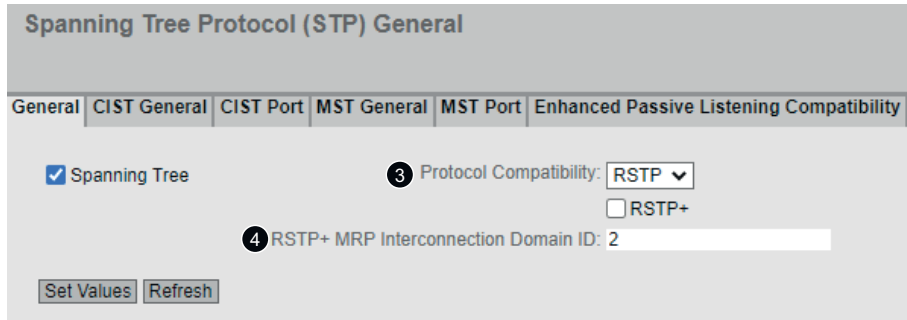 Spanning Tree Protocol (STP) General
General CIST General CIST Port MST General MST Port Enhanced Passive Listening Compatibility
Spanning Tree 3 Protocol Compatibility: RSTP
RSTP+
4 RSTP+ MRP Interconnection Domain ID: 2
Set Values Refresh